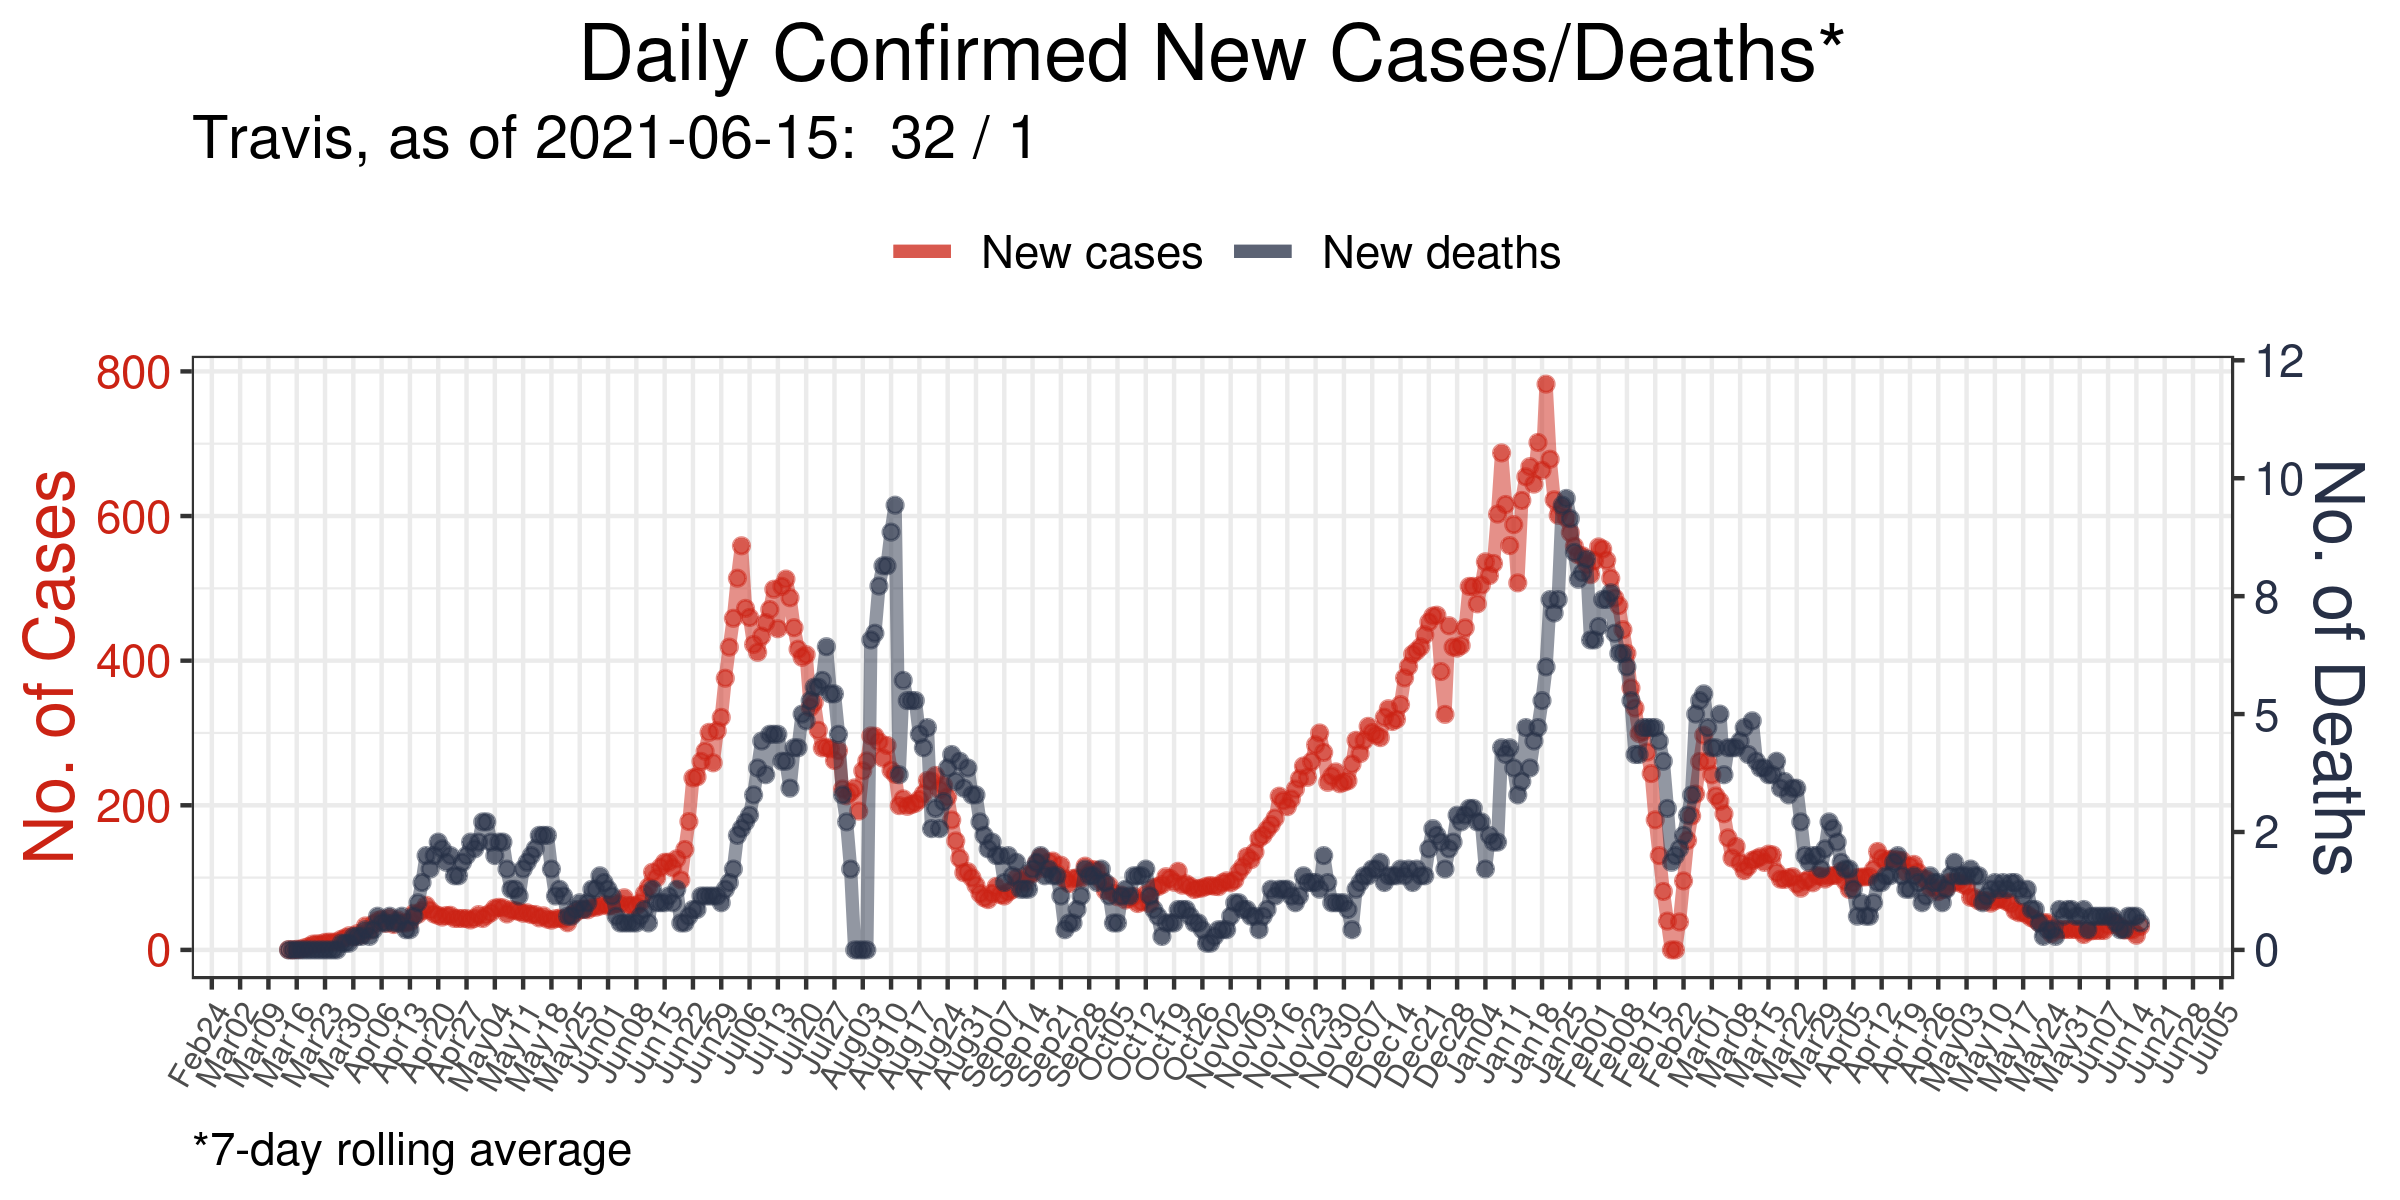 Daily Confirmed New Cases/Deaths*
Travis, as of 2021-06-15:  32 / 1
New cases
New deaths
No. of Cases
800
600
400
200
0
12
10
8
5
2
0
No. of Deaths
Feb24
Mar02
Mar09
Mar16
Mar23
Mar30
Apr06
Apr13
Apr20
Apr27
May04
May11
May18
May25
Jun01
Jun08
Jun15
Jun22
Jun29
Jul06
Jul13
Jul20
Jul27
Aug03
Aug10
Aug17
Aug24
Aug31
Sep07
Sep14
Sep21
Sep28
Oct05
Oct12
Oct19
Oct26
Nov02
Nov09
Nov16
Nov23
Nov30
Dec07
Dec14
Dec21
Dec28
Jan04
Jan11
Jan18
Jan25
Feb01
Feb08
Feb15
Feb22
Mar01
Mar08
Mar15
Mar22
Mar29
Apr05
Apr12
Apr19
Apr26
May03
May10
May17
May24
May31
Jun07
Jun14
Jun21
Jun28
Jul05
*7-day rolling average